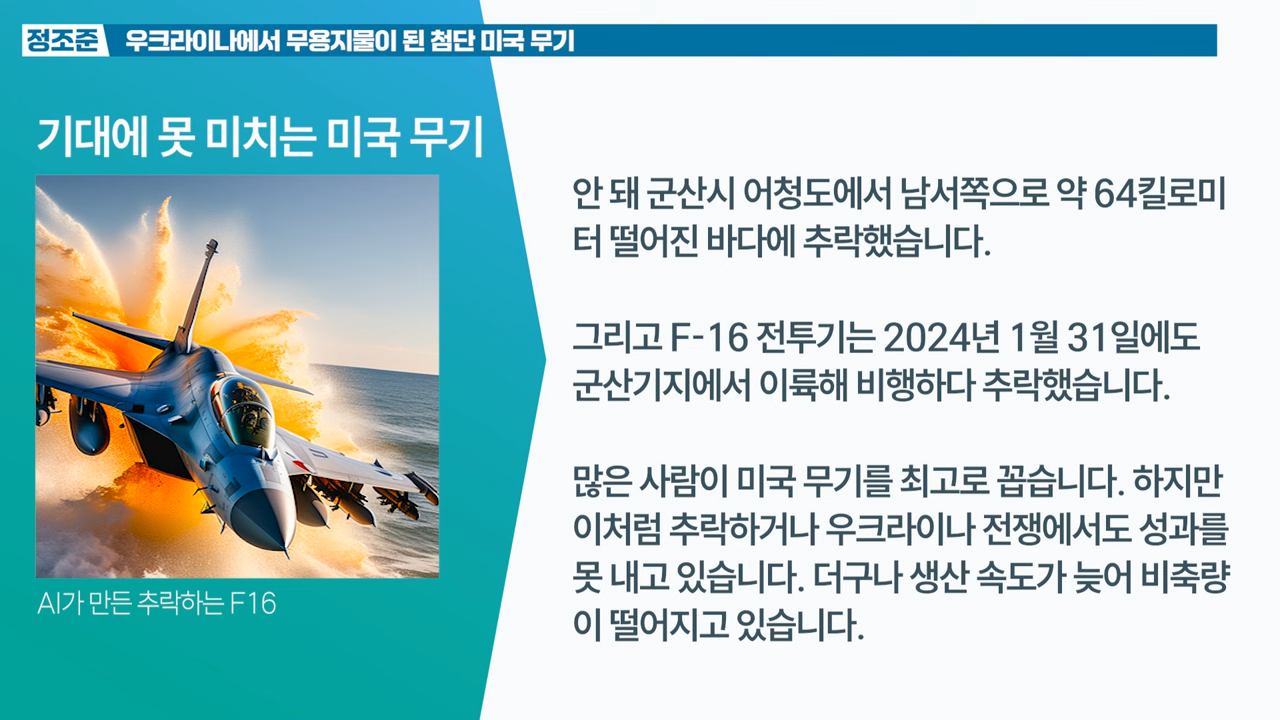 정조준 우크라이나에서 무용지물이 된 첨단 미국 무기
기대에 못 미치는 미국 무기
AI가 만든 추락하는 F16
안 돼 군산시 어청도에서 남서쪽으로 약 64킬로미
터 떨어진 바다에 추락했습니다.
그리고 F-16 전투기는 2024년 1월 31일에도
군산기지에서 이륙해 비행하다 추락했습니다.
많은 사람이 미국 무기를 최고로 꼽습니다. 하지만
이처럼 추락하거나 우크라이나 전쟁에서도 성과를
못 내고 있습니다. 더구나 생산 속도가 늦어 비축량
이 떨어지고 있습니다.